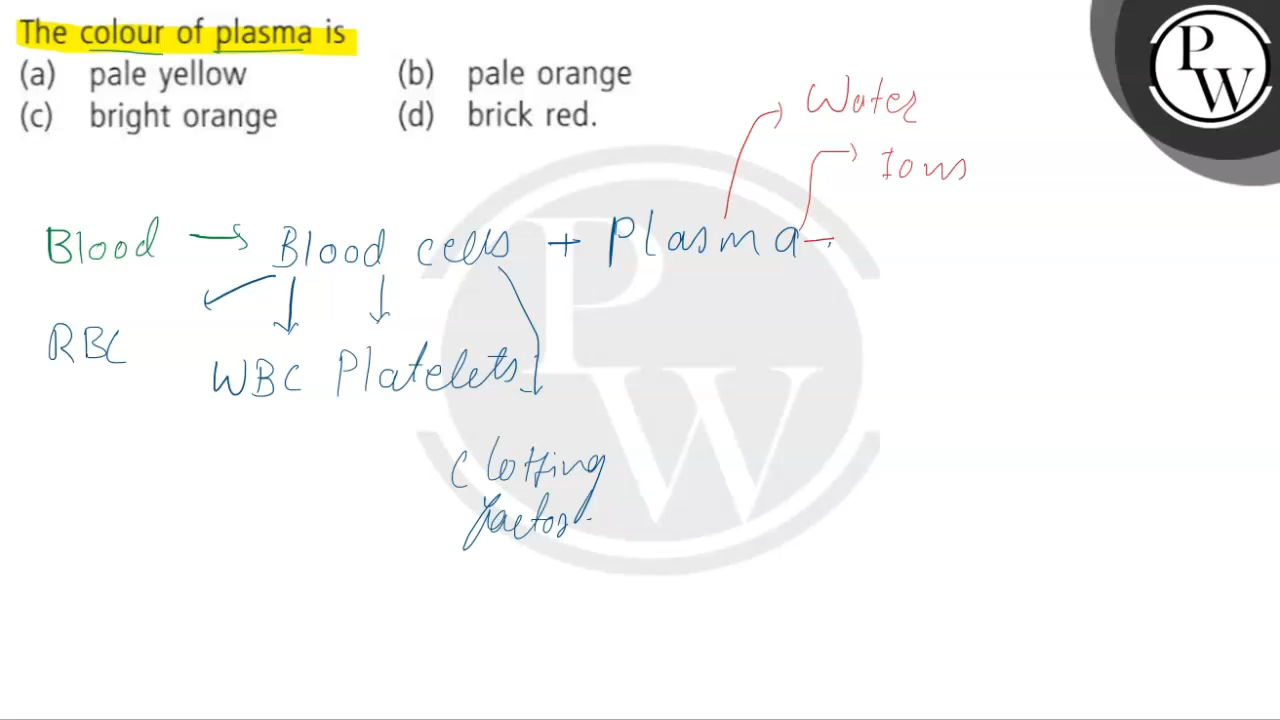 The colour of plasma is
(a) pale yellow (b) pale orange
(c) bright orange (d) brick red.
P
W
Water
Ions
Blood → Blood cells + Plasma
RBC
WBC Platelets
Clotting
factor.
PW